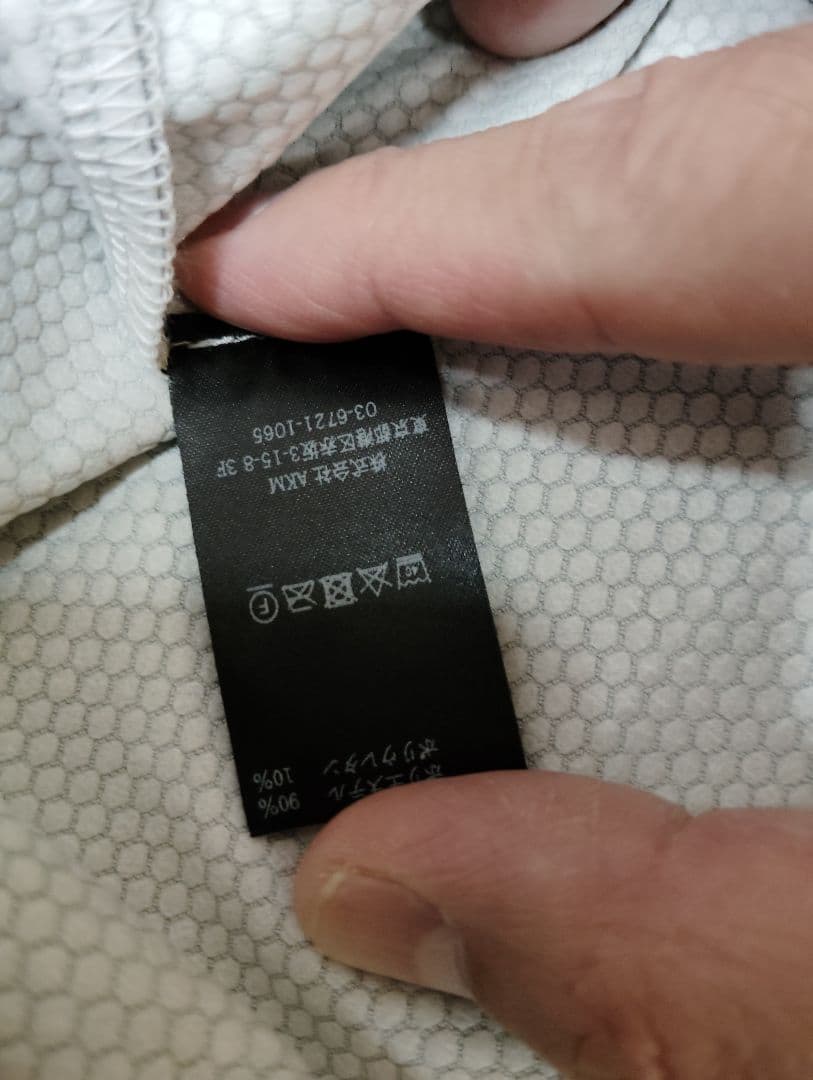 ポリエステル 90%
ポリウレタン 10%
40 F
株式会社 AKM
東京都港区赤坂3-15-8 3F
03-6721-1065